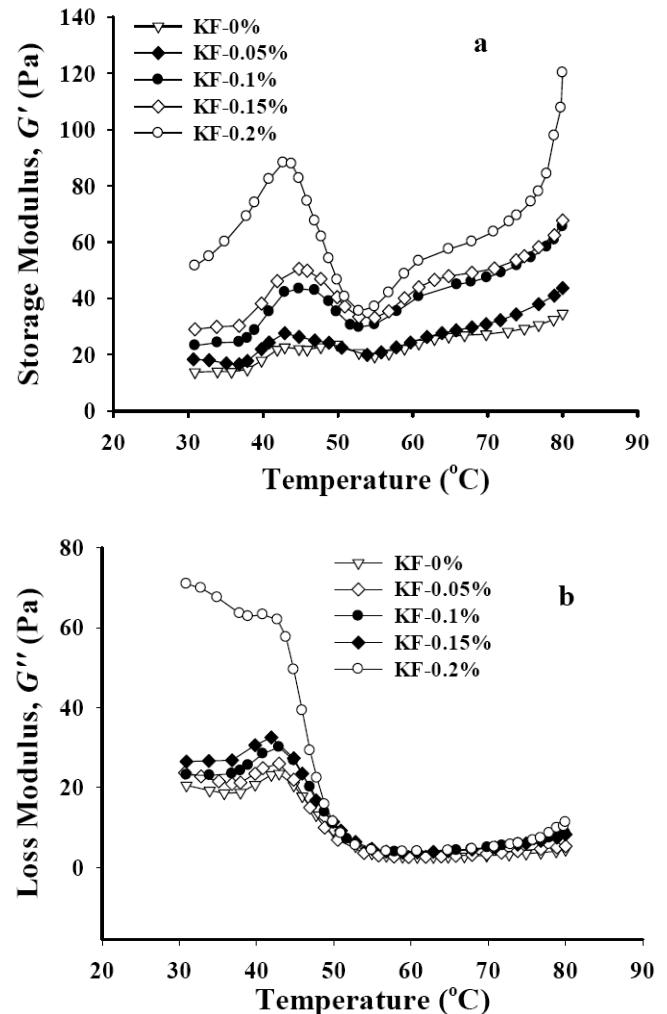 140
120
100
80
60
40
20
0
Storage Modulus, G′ (Pa)
KF-0%
KF-0.05%
KF-0.1%
KF-0.15%
KF-0.2%
a
20 30 40 50 60 70 80 90
Temperature (°C)
80
60
40
20
0
Loss Modulus, G″ (Pa)
KF-0%
KF-0.05%
KF-0.1%
KF-0.15%
KF-0.2%
b
20 30 40 50 60 70 80 90
Temperature (°C)